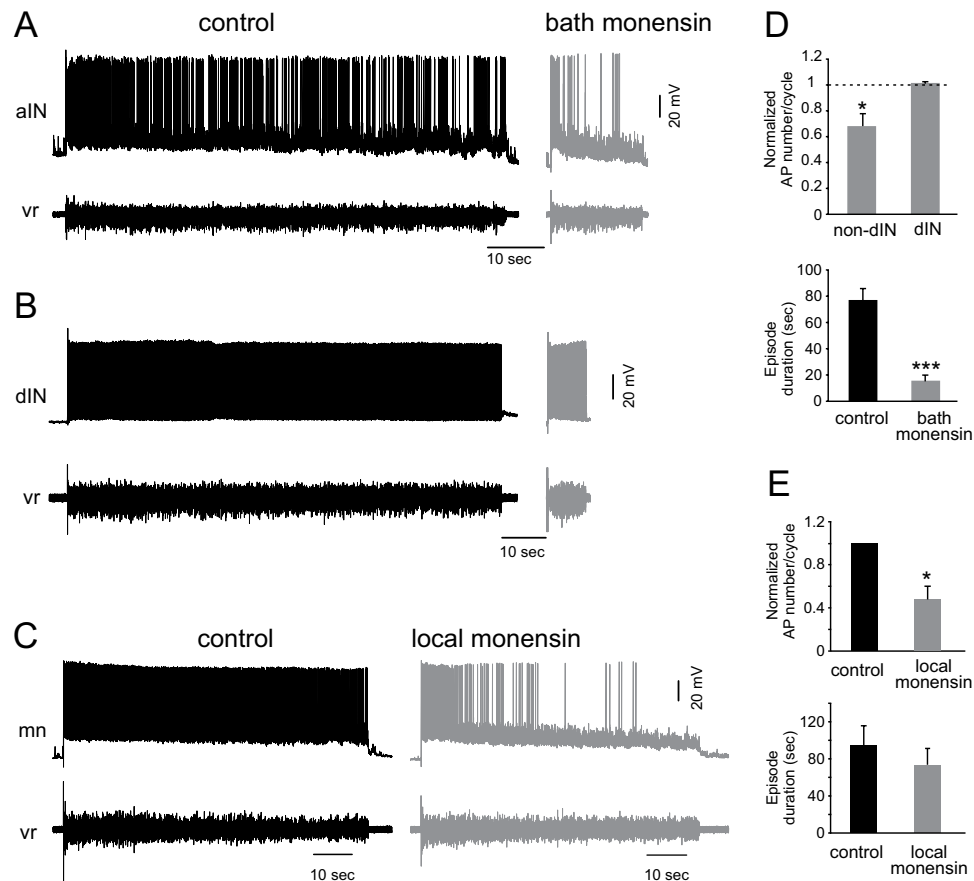 A
control
bath monensin
aIN
20 mV
vr
10 sec
B
dIN
20 mV
vr
10 sec
C
control
local monensin
mn
20 mV
vr
10 sec
10 sec
D
Normalized
AP number/cycle
1.2
1
0.8
0.6
0.4
0.2
0
*
non-dIN
dIN
Episode
duration (sec)
100
80
60
40
20
0
***
control
bath
monensin
E
Normalized
AP number/cycle
1.2
0.8
0.4
0
*
control
local
monensin
Episode
duration (sec)
120
80
40
0
control
local
monensin